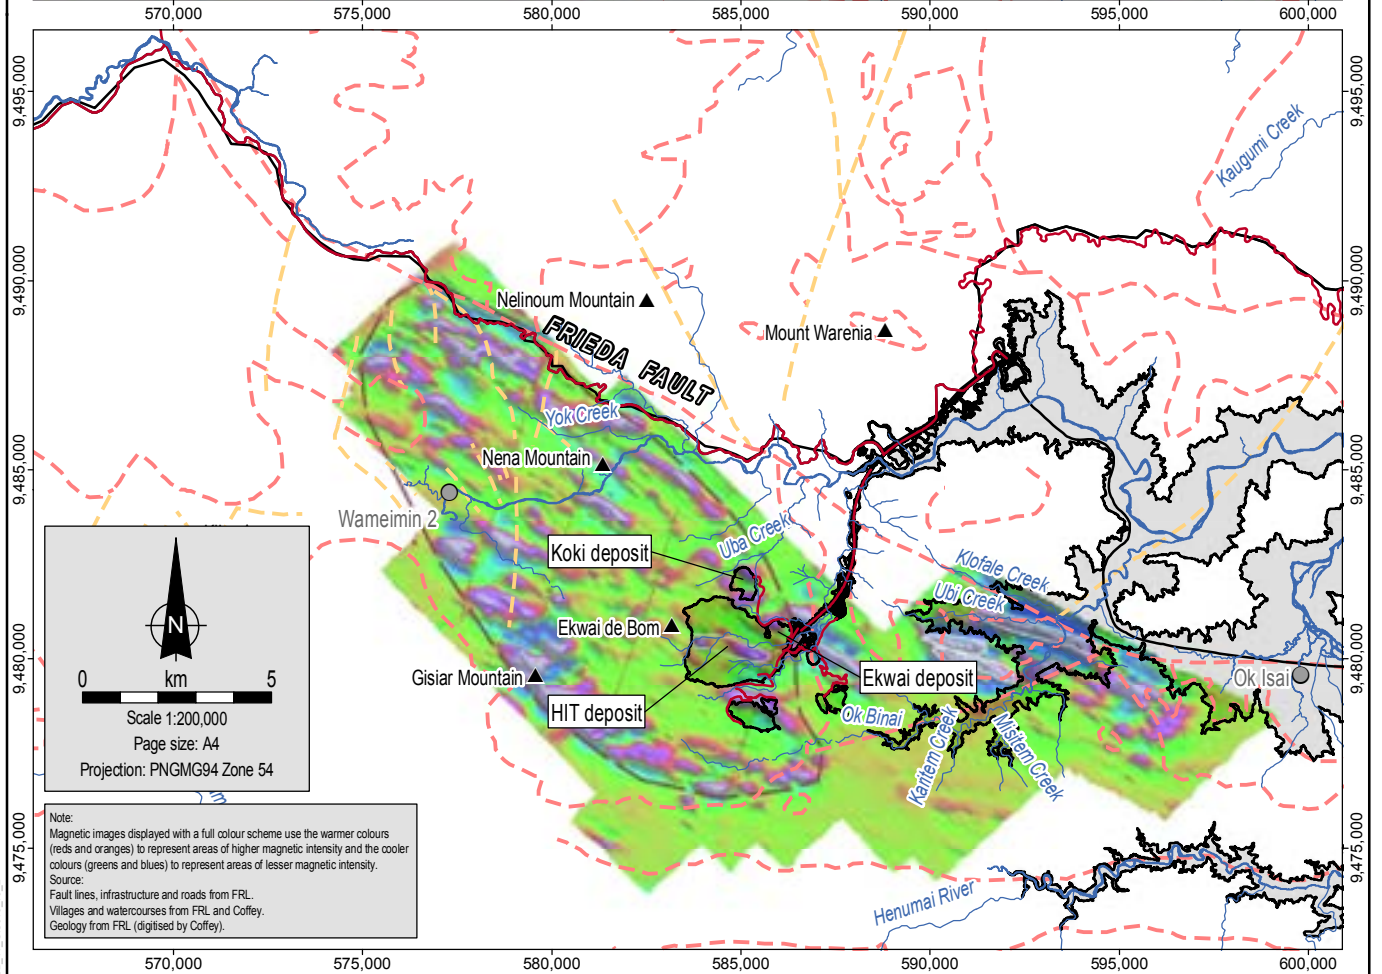 570,000 575,000 580,000 585,000 590,000 595,000 600,000
9,495,000
9,495,000
Kaugumi Creek
9,490,000
9,490,000
Nelinoum Mountain
Mount Warenia
FRIEDA FAULT
Yok Creek
Nena Mountain
9,485,000
9,485,000
Wameimin 2
Uba Creek
Koki deposit
Klofale Creek
Ubi Creek
Ekwai de Bom
9,480,000
9,480,000
Gisiar Mountain
Ekwai deposit
Ok Isai
HIT deposit
Ok Binai
Karitem Creek
Mistem Creek
N
0 km 5
Scale 1:200,000
Page size: A4
Projection: PNGMG94 Zone 54
9,475,000
9,475,000
Henumai River
Note:
Magnetic images displayed with a full colour scheme use the warmer colours
(reds and oranges) to represent areas of higher magnetic intensity and the cooler
colours (greens and blues) to represent areas of lesser magnetic intensity.
Source:
Fault lines, infrastructure and roads from FRL.
Villages and watercourses from FRL and Coffey.
Geology from FRL (digitised by Coffey).
570,000 575,000 580,000 585,000 590,000 595,000 600,000